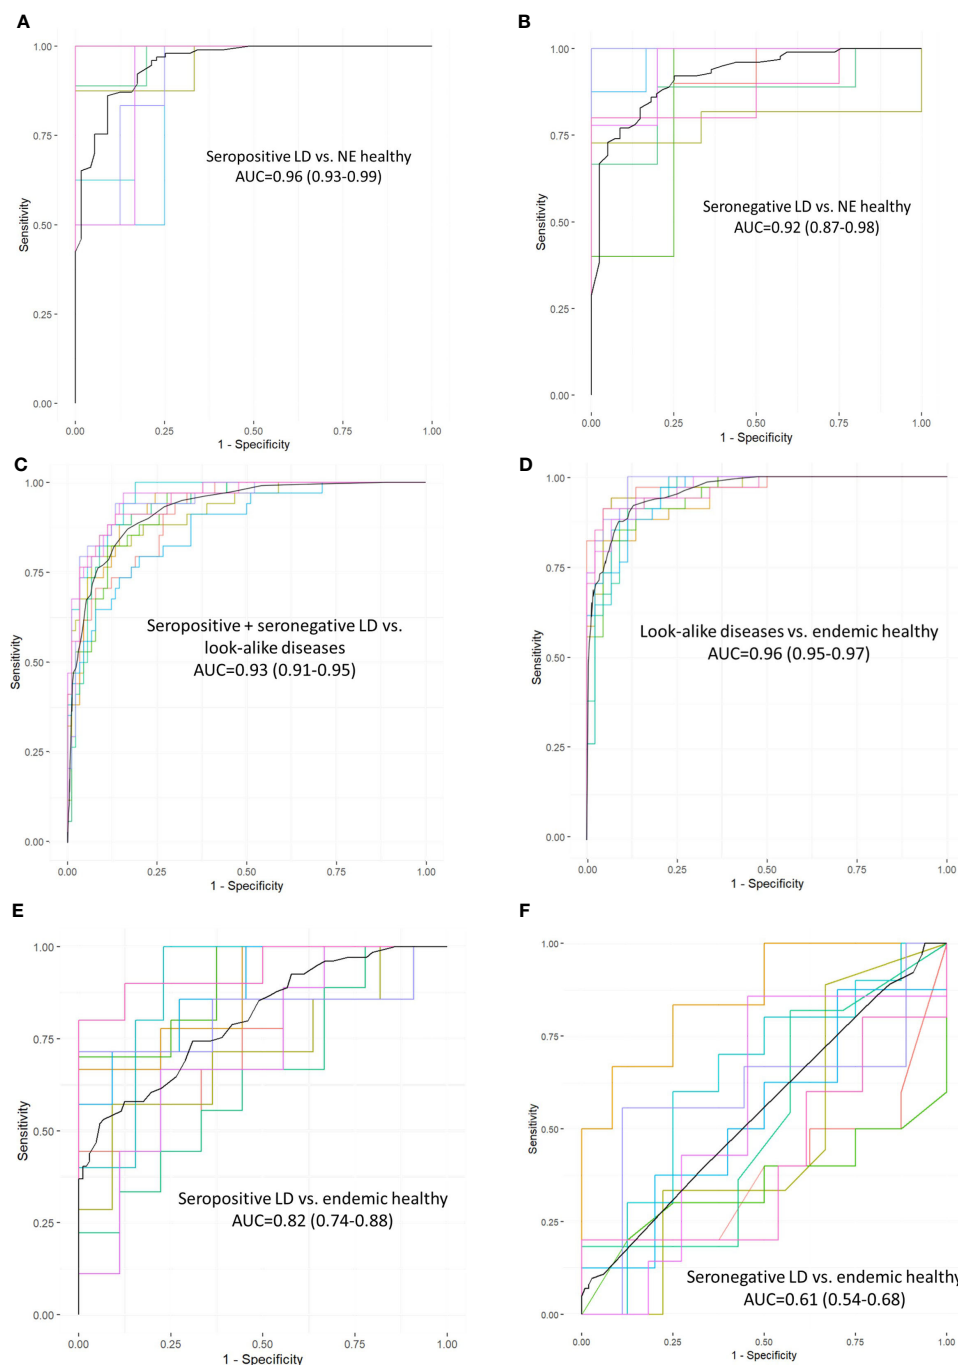 A
1.00
0.75
0.50
0.25
0.00
Sensitivity
Seropositive LD vs. NE healthy
AUC=0.96 (0.93-0.99)
0.00 0.25 0.50 0.75 1.00
1 - Specificity
B
1.00
0.75
0.50
0.25
0.00
Sensitivity
Seronegative LD vs. NE healthy
AUC=0.92 (0.87-0.98)
0.00 0.25 0.50 0.75 1.00
1 - Specificity
C
1.00
0.75
0.50
0.25
0.00
Sensitivity
Seropositive + seronegative LD vs.
look-alike diseases
AUC=0.93 (0.91-0.95)
0.00 0.25 0.50 0.75 1.00
1 - Specificity
D
1.00
0.75
0.50
0.25
0.00
Sensitivity
Look-alike diseases vs. endemic healthy
AUC=0.96 (0.95-0.97)
0.00 0.25 0.50 0.75 1.00
1 - Specificity
E
1.00
0.75
0.50
0.25
0.00
Sensitivity
Seropositive LD vs. endemic healthy
AUC=0.82 (0.74-0.88)
0.00 0.25 0.50 0.75 1.00
1 - Specificity
F
1.00
0.75
0.50
0.25
0.00
Sensitivity
Seronegative LD vs. endemic healthy
AUC=0.61 (0.54-0.68)
0.00 0.25 0.50 0.75 1.00
1 - Specificity